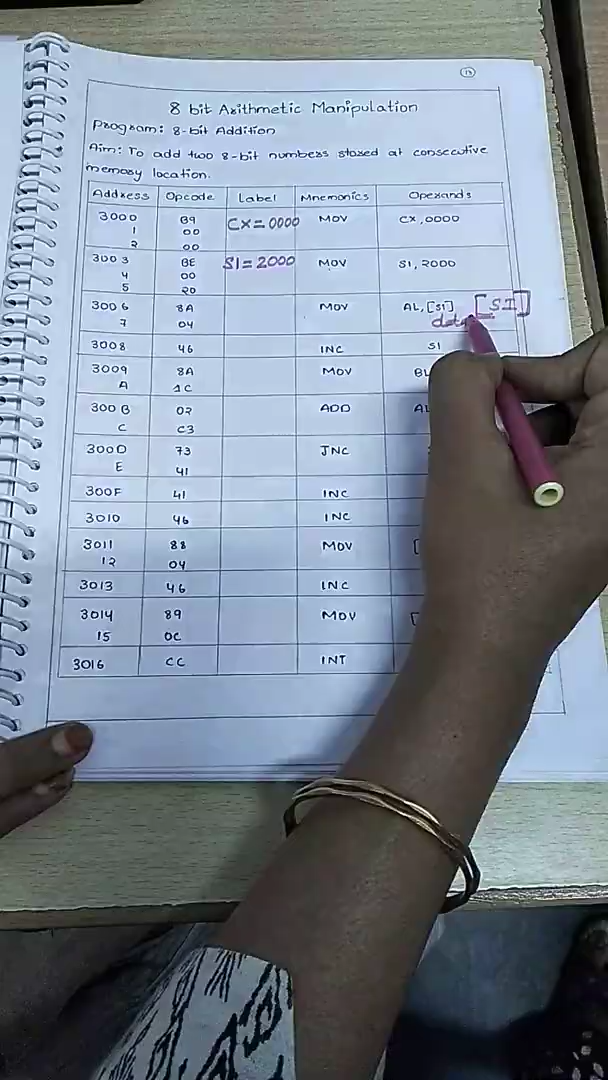 13
8 bit Arithmetic Manipulation
Program: 8-bit Addition
Aim: To add two 8-bit numbers stored at consecutive
memory location.
Address Opcode Label Mnemonics Operands
3000 B9 CX=0000 MOV CX,0000
1 00
2 00
3003 BE SI=2000 MOV SI,2000
4 00
5 20
3006 8A MOV AL,[SI] [SI]
7 04 data
3008 46 INC SI
3009 8A MOV BL
A 1C
300B 02 ADD AL
C C3
300D 73 JNC
E 41
300F 41 INC
3010 46 INC
3011 88 MOV [
12 04
3013 46 INC
3014 89 MOV [
15 0C
3016 CC INT